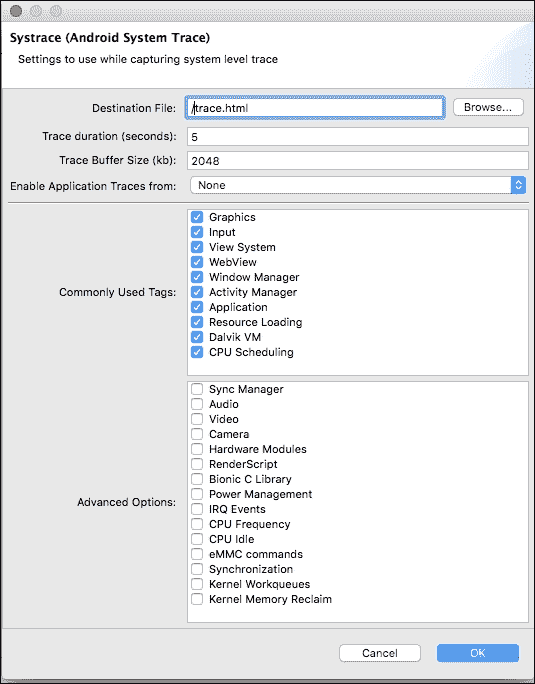 Systrace (Android System Trace)
Settings to use while capturing system level trace
Destination File: /trace.html Browse...
Trace duration (seconds): 5
Trace Buffer Size (kb): 2048
Enable Application Traces from: None
Commonly Used Tags:
Graphics
Input
View System
WebView
Window Manager
Activity Manager
Application
Resource Loading
Dalvik VM
CPU Scheduling
Advanced Options:
Sync Manager
Audio
Video
Camera
Hardware Modules
RenderScript
Bionic C Library
Power Management
IRQ Events
CPU Frequency
CPU Idle
eMMC commands
Synchronization
Kernel Workqueues
Kernel Memory Reclaim
Cancel OK